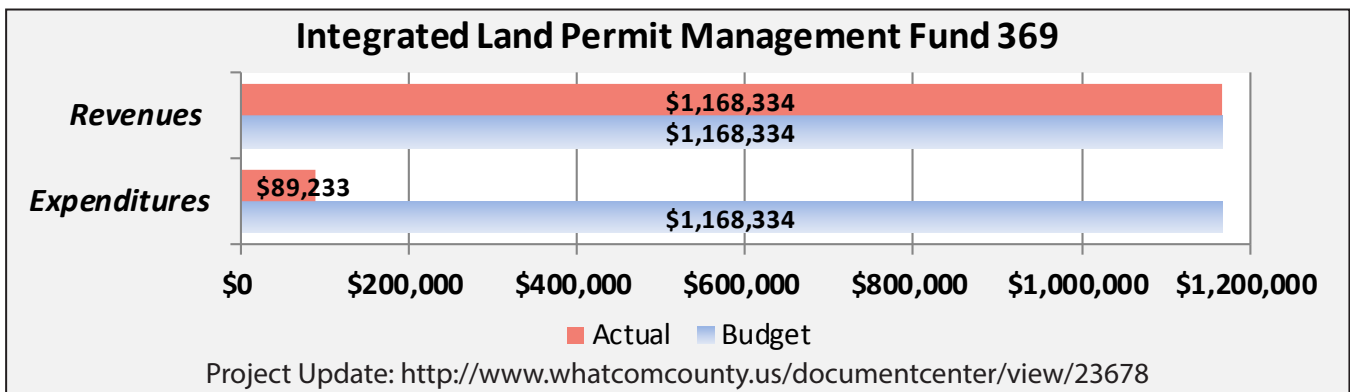 Integrated Land Permit Management Fund 369
Revenues
$1,168,334
$1,168,334
Expenditures
$89,233
$1,168,334
$0 $200,000 $400,000 $600,000 $800,000 $1,000,000 $1,200,000
Actual Budget
Project Update: http://www.whatcomcounty.us/documentcenter/view/23678